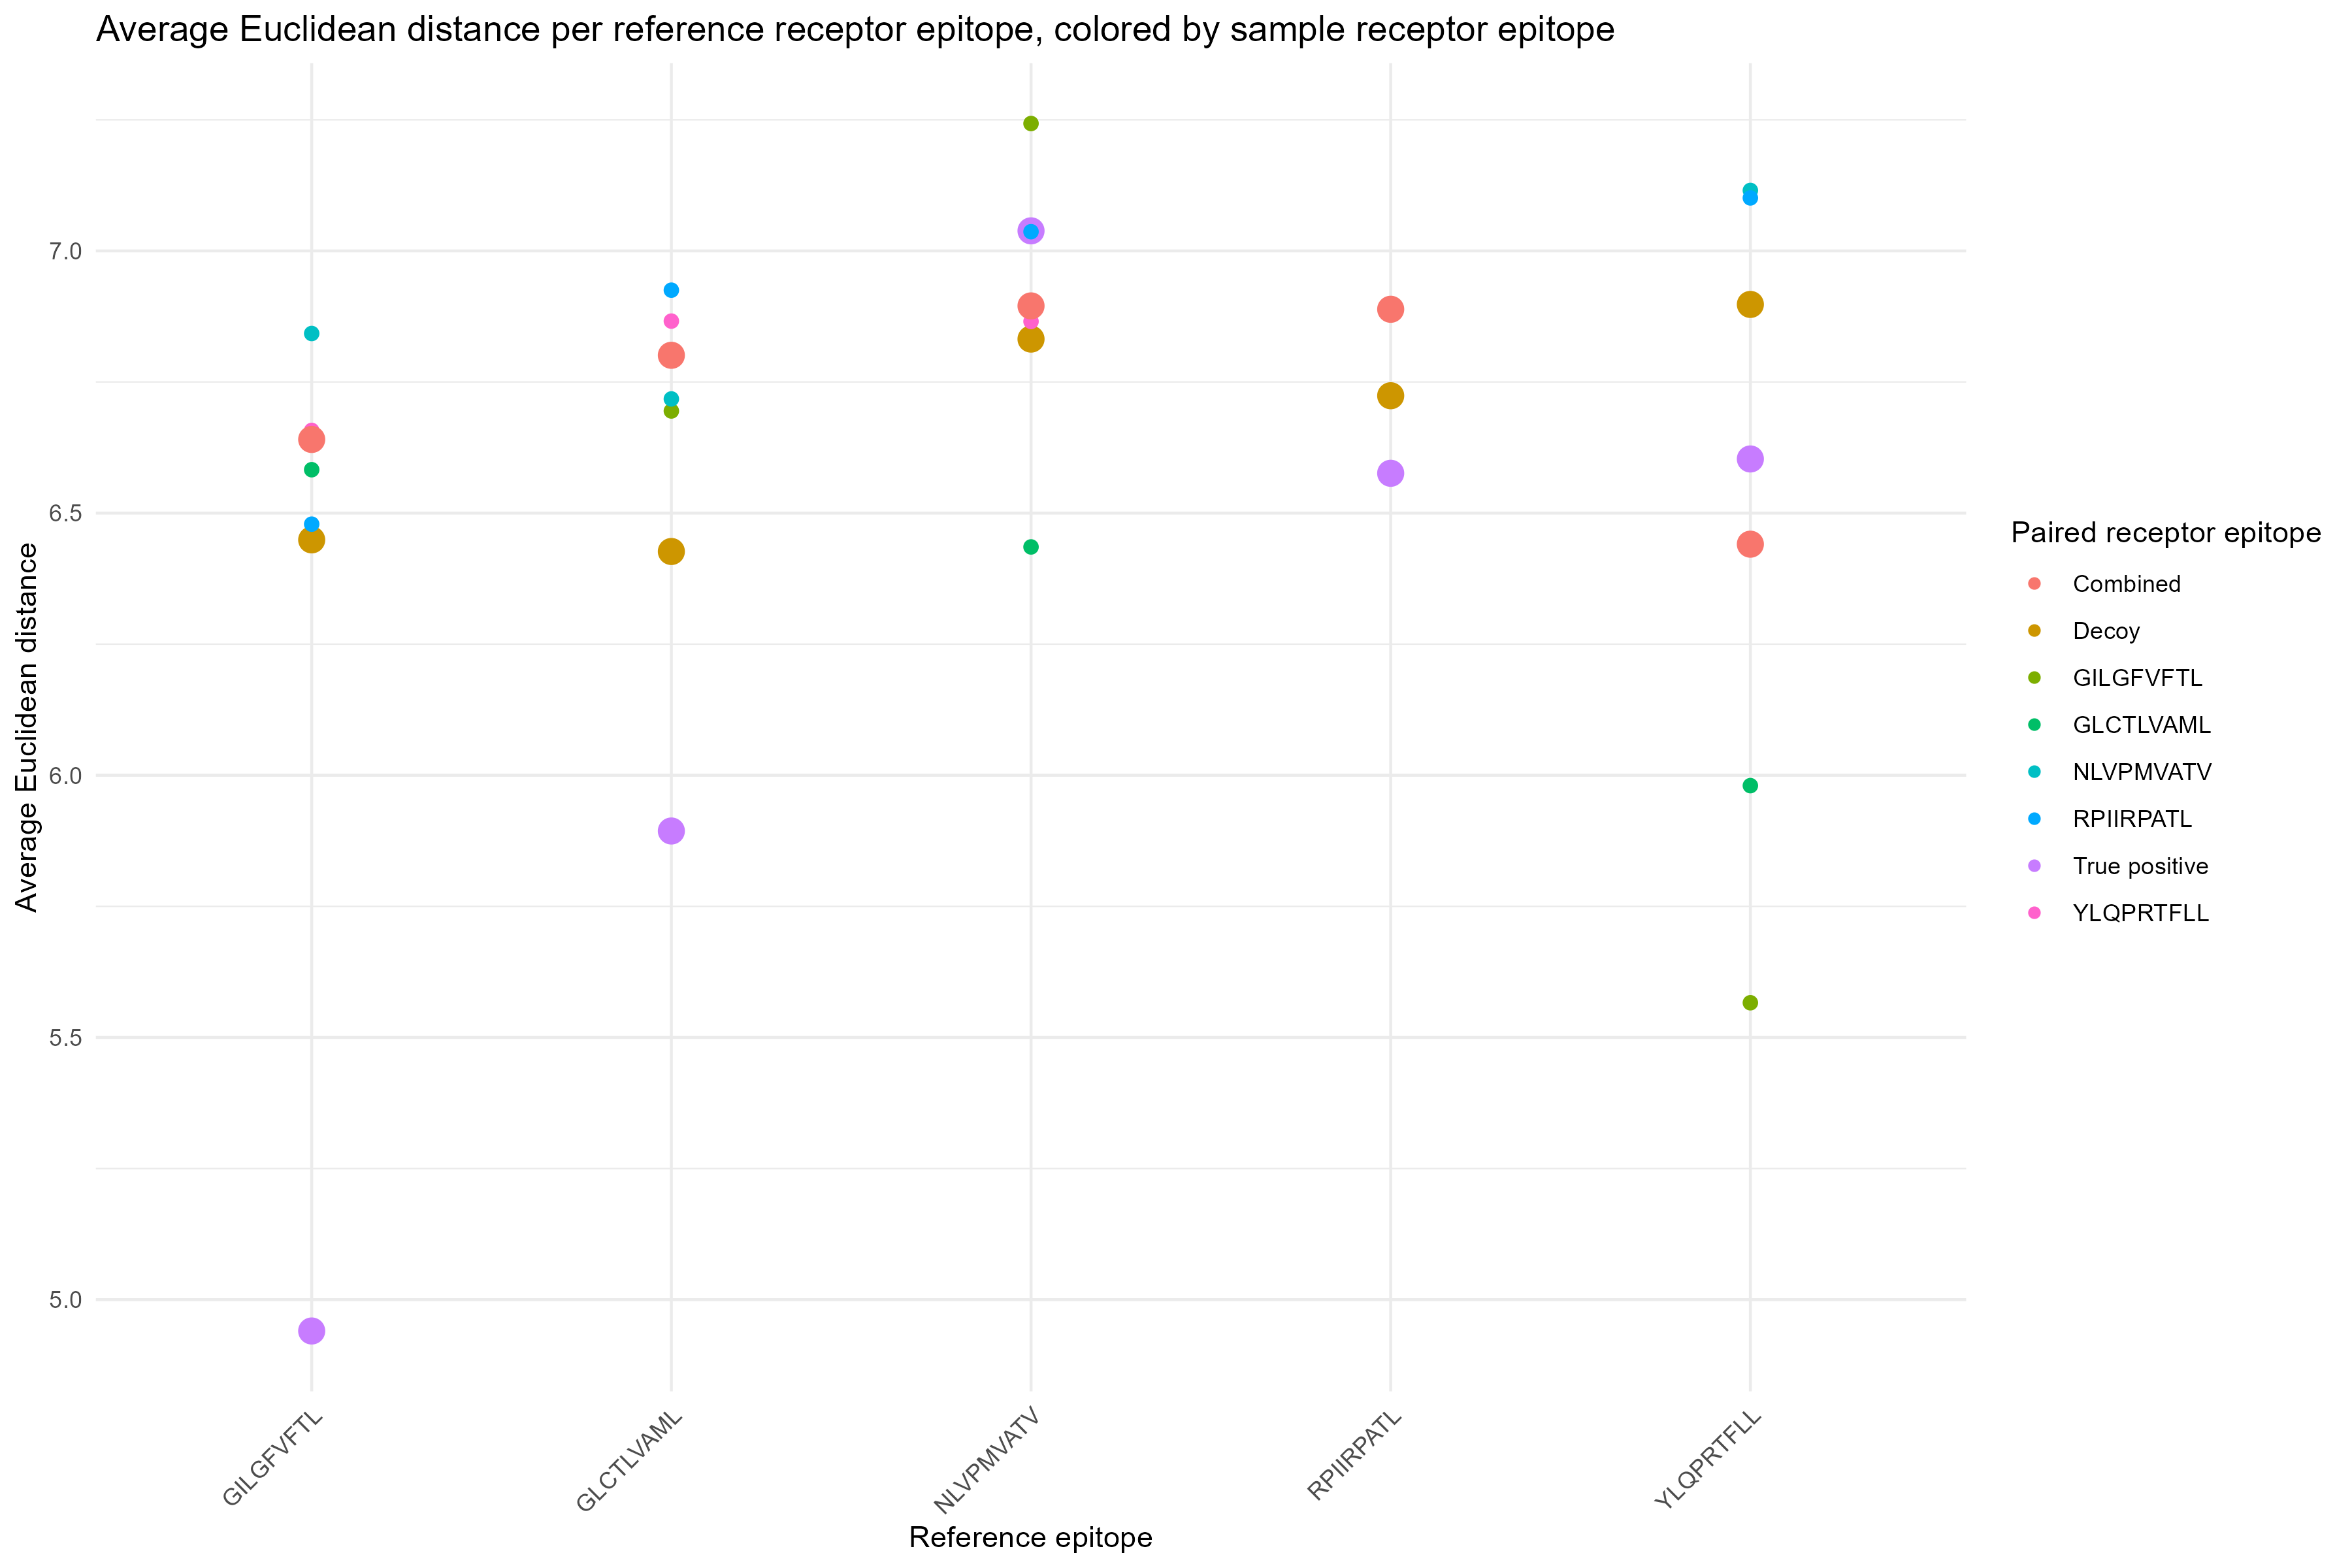 Average Euclidean distance per reference receptor epitope, colored by sample receptor epitope
Average Euclidean distance
7.0
6.5
6.0
5.5
5.0
GILGFVFTL
GLCTLVAML
NLVPMVATV
RPIIRPATL
YLQPRTFLL
Reference epitope
Paired receptor epitope
Combined
Decoy
GILGFVFTL
GLCTLVAML
NLVPMVATV
RPIIRPATL
True positive
YLQPRTFLL